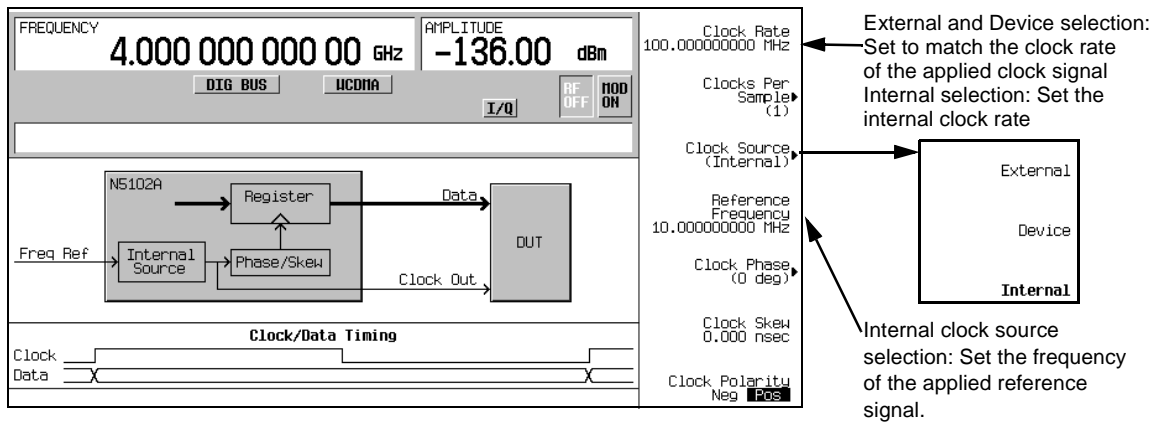 FREQUENCY
4.000 000 000 00 GHz
AMPLITUDE
-136.00 dBm
DIG BUS
WCDMA
I/Q
RF
OFF
MOD
ON
N5102A
Register
Data
Freq Ref
Internal
Source
Phase/Skew
DUT
Clock Out
Clock/Data Timing
Clock
Data
Clock Rate
100.000000000 MHz
Clocks Per
Sample
(1)
Clock Source
(Internal)
Reference
Frequency
10.000000000 MHz
Clock Phase
(0 deg)
Clock Skew
0.000 nsec
Clock Polarity
Neg Pos
External and Device selection:
Set to match the clock rate
of the applied clock signal
Internal selection: Set the
internal clock rate
External
Device
Internal
Internal clock source
selection: Set the frequency
of the applied reference
signal.